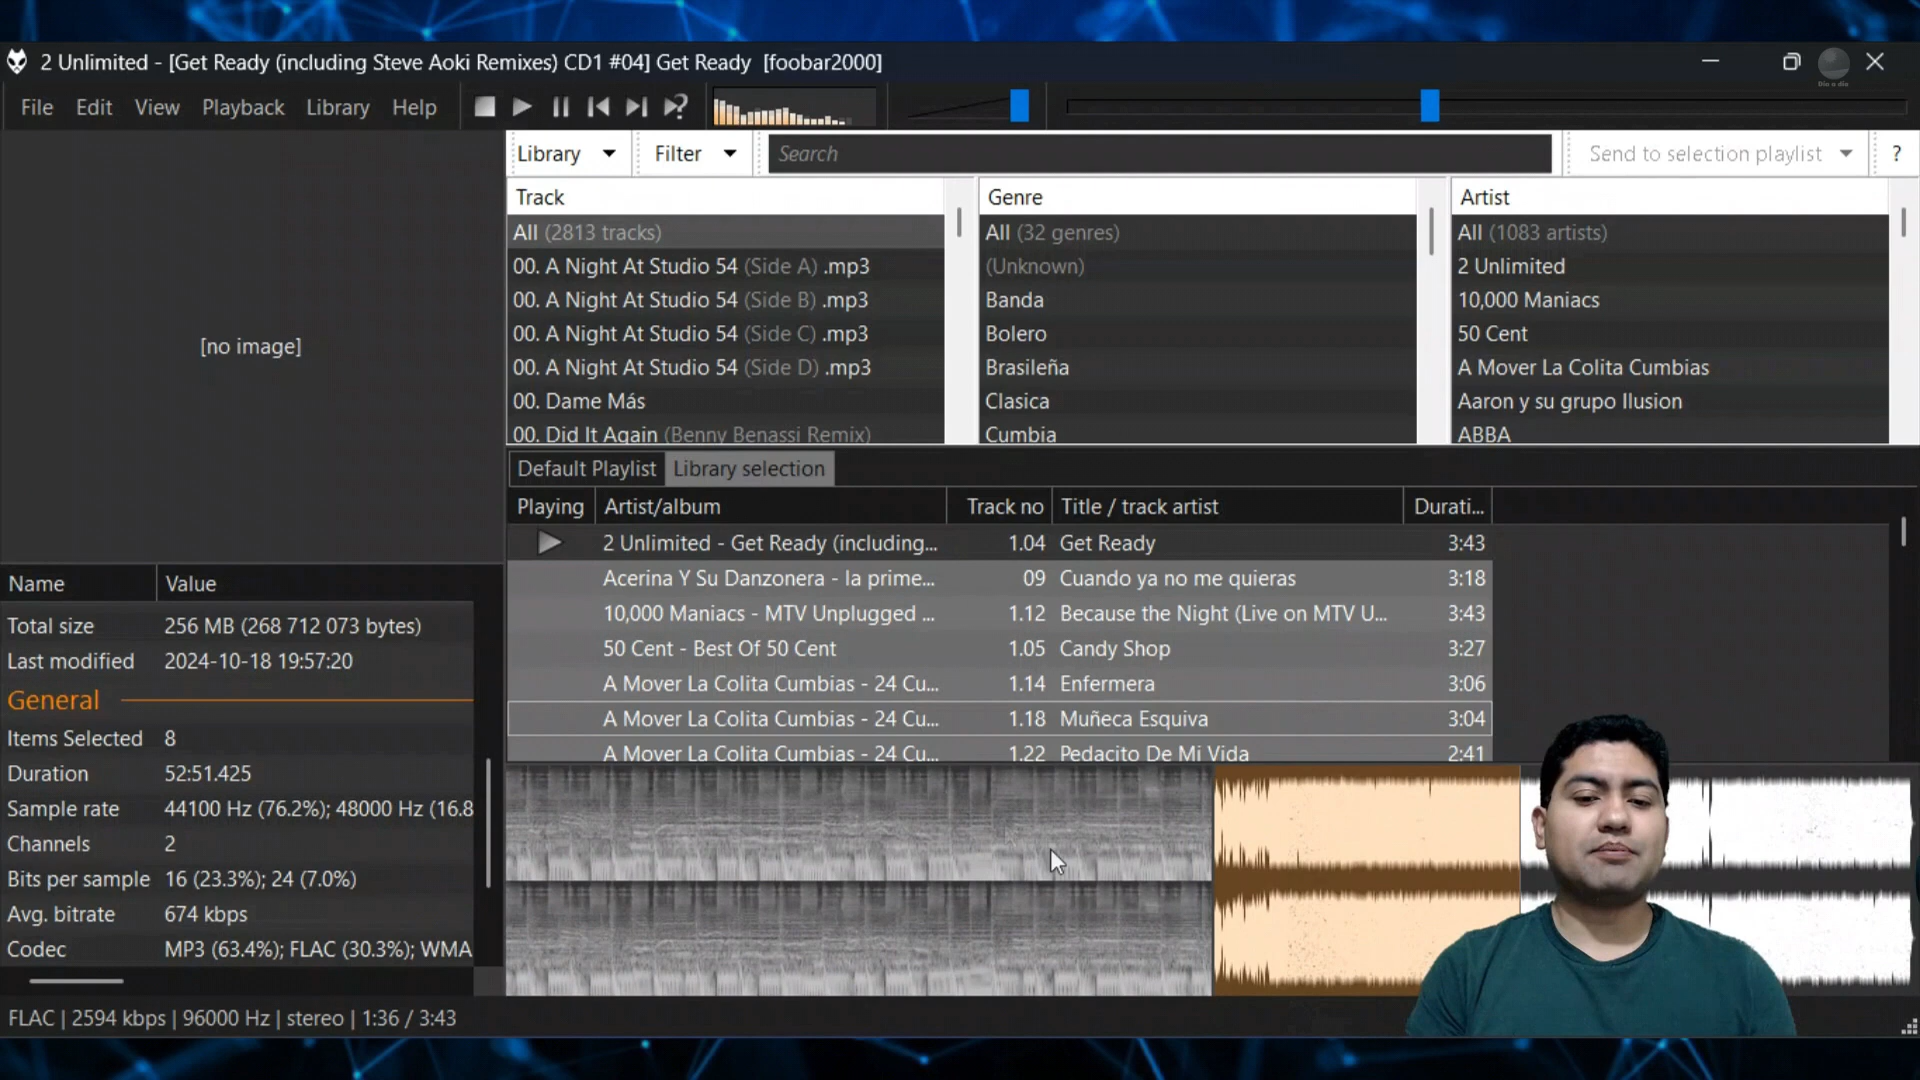 2 Unlimited - [Get Ready (including Steve Aoki Remixes) CD1 #04] Get Ready [foobar2000]
Día a día
File Edit View Playback Library Help
Library Filter Search Send to selection playlist ?
Track Genre Artist
All (2813 tracks) All (32 genres) All (1083 artists)
00. A Night At Studio 54 (Side A) .mp3 (Unknown) 2 Unlimited
00. A Night At Studio 54 (Side B) .mp3 Banda 10,000 Maniacs
00. A Night At Studio 54 (Side C) .mp3 Bolero 50 Cent
00. A Night At Studio 54 (Side D) .mp3 Brasileña A Mover La Colita Cumbias
00. Dame Más Clasica Aaron y su grupo Ilusion
00. Did It Again (Benny Benassi Remix) Cumbia ABBA
[no image]
Default Playlist Library selection
Playing Artist/album Track no Title / track artist Durati...
2 Unlimited - Get Ready (including... 1.04 Get Ready 3:43
Acerina Y Su Danzonera - la prime... 09 Cuando ya no me quieras 3:18
10,000 Maniacs - MTV Unplugged ... 1.12 Because the Night (Live on MTV U... 3:43
50 Cent - Best Of 50 Cent 1.05 Candy Shop 3:27
A Mover La Colita Cumbias - 24 Cu... 1.14 Enfermera 3:06
A Mover La Colita Cumbias - 24 Cu... 1.18 Muñeca Esquiva 3:04
A Mover La Colita Cumbias - 24 Cu... 1.22 Pedacito De Mi Vida 2:41
Name Value
Total size 256 MB (268 712 073 bytes)
Last modified 2024-10-18 19:57:20
General
Items Selected 8
Duration 52:51.425
Sample rate 44100 Hz (76.2%); 48000 Hz (16.8
Channels 2
Bits per sample 16 (23.3%); 24 (7.0%)
Avg. bitrate 674 kbps
Codec MP3 (63.4%); FLAC (30.3%); WMA
FLAC | 2594 kbps | 96000 Hz | stereo | 1:36 / 3:43